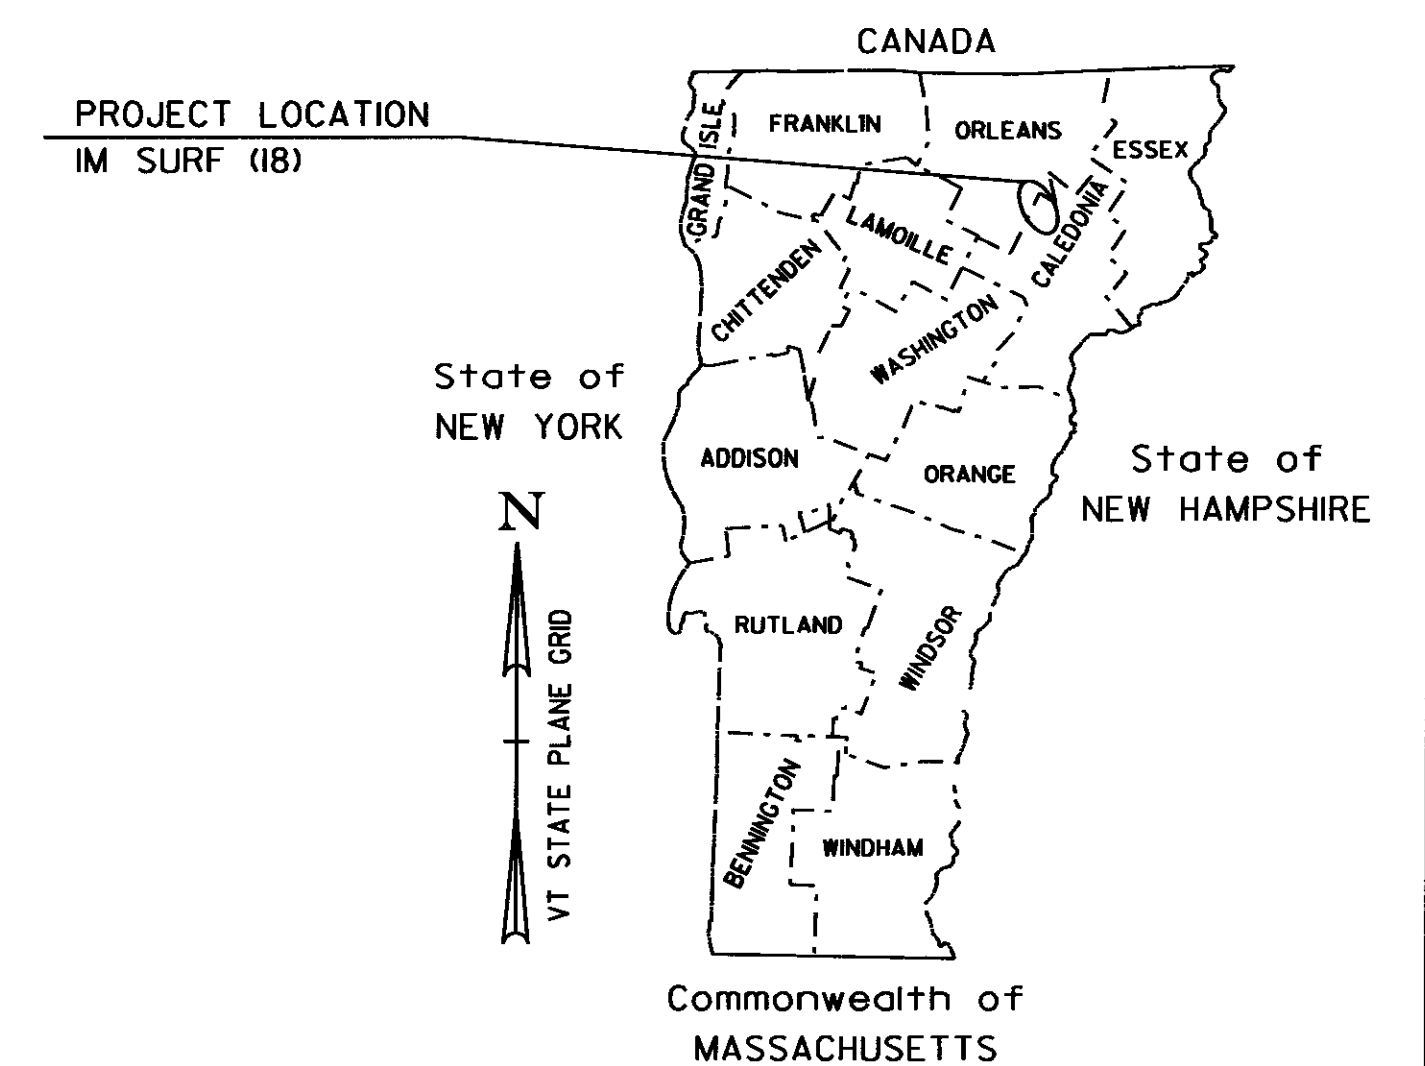 CANADA
PROJECT LOCATION
IM SURF (18)
GRAND ISLE
FRANKLIN
ORLEANS
ESSEX
LAMOILLE
CALEDONIA
CHITTENDEN
WASHINGTON
State of
NEW YORK
ADDISON
ORANGE
State of
NEW HAMPSHIRE
N
VT STATE PLANE GRID
RUTLAND
WINDSOR
BENNINGTON
WINDHAM
Commonwealth of
MASSACHUSETTS